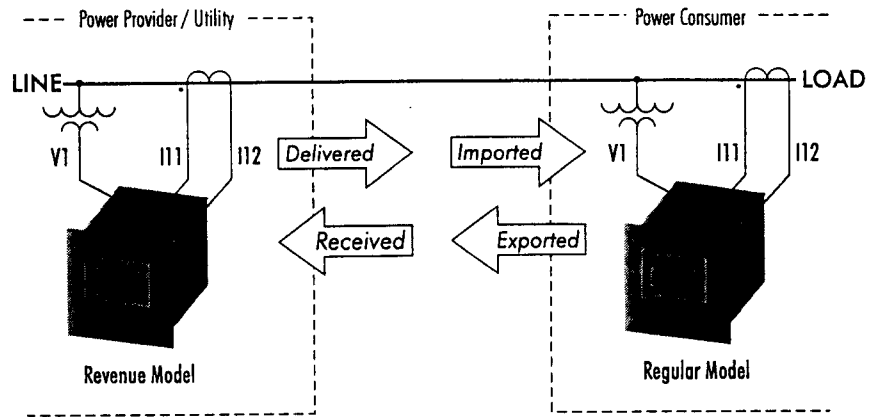 Power Provider / Utility
Power Consumer
LINE
LOAD
V1
I11
I12
Delivered
Imported
V1
I11
I12
Received
Exported
Revenue Model
Regular Model